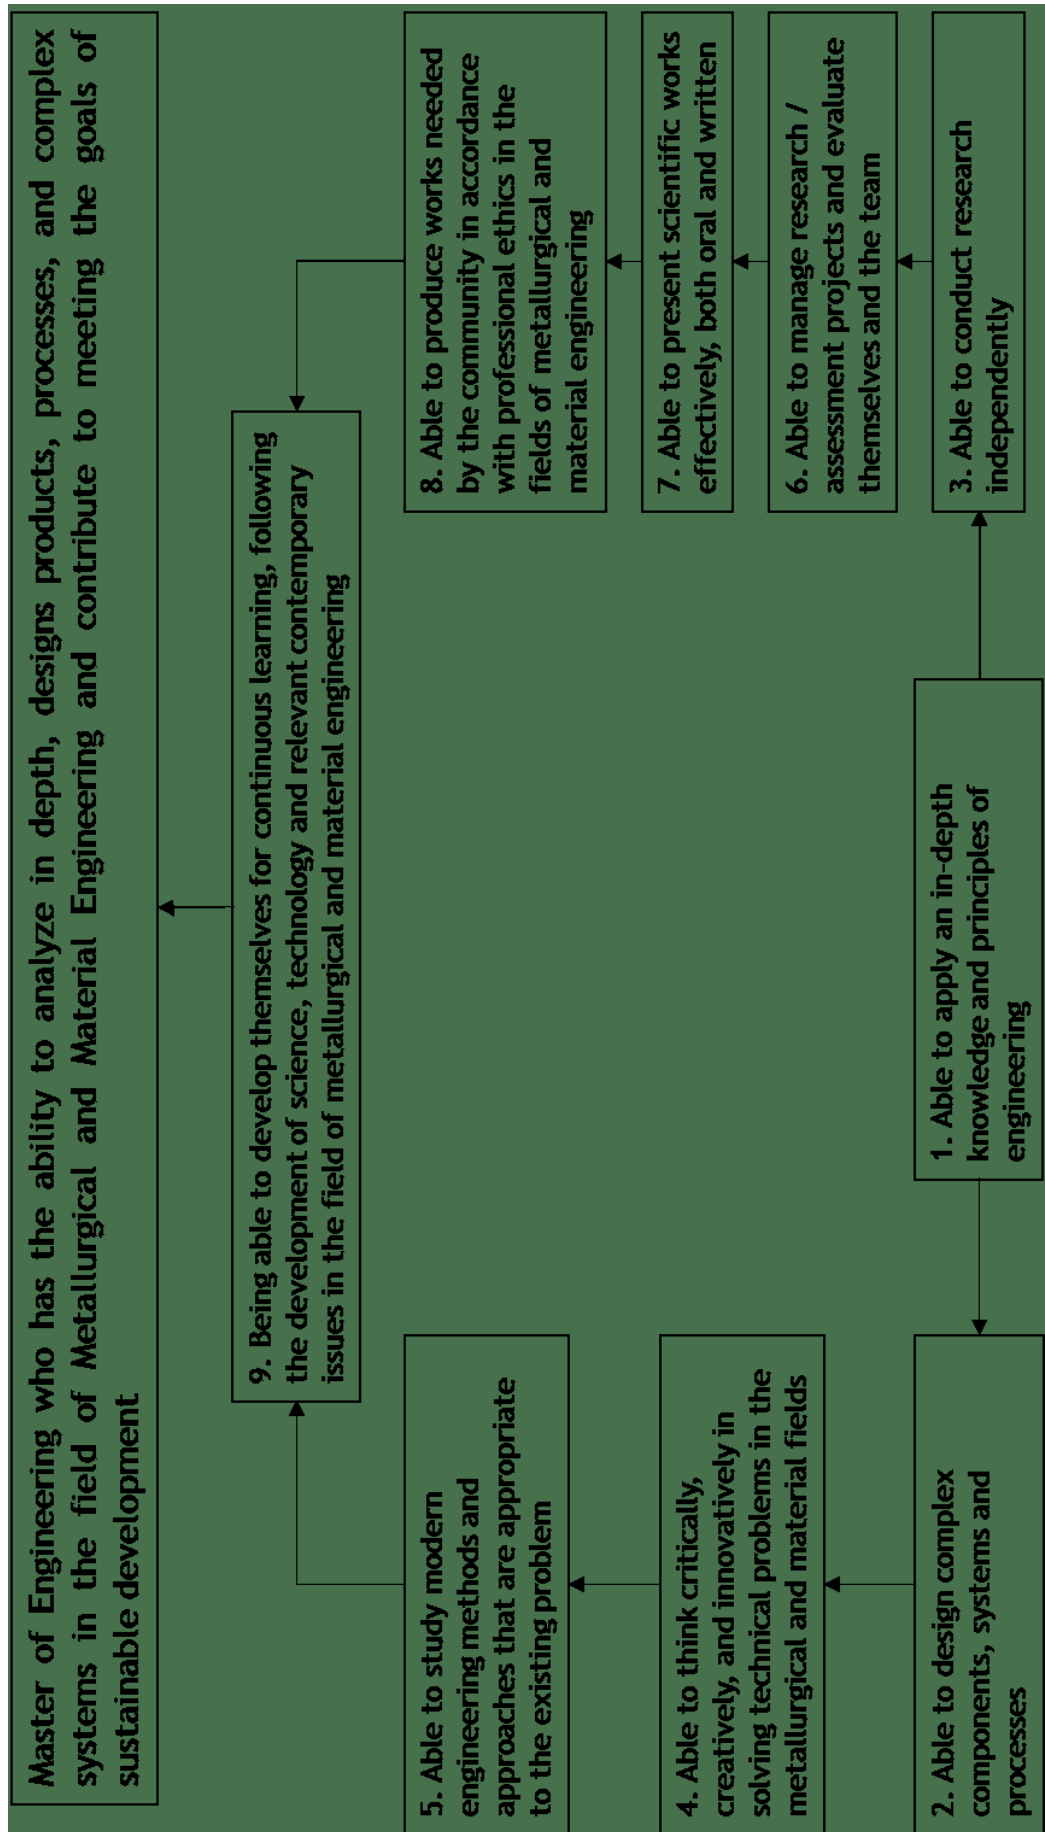 Master of Engineering who has the ability to analyze in depth, designs products, processes, and complex
systems in the field of Metallurgical and Material Engineering and contribute to meeting the goals of
sustainable development
9. Being able to develop themselves for continuous learning, following
the development of science, technology and relevant contemporary
issues in the field of metallurgical and material engineering
5. Able to study modern
engineering methods and
approaches that are appropriate
to the existing problem
8. Able to produce works needed
by the community in accordance
with professional ethics in the
fields of metallurgical and
material engineering
4. Able to think critically,
creatively, and innovatively in
solving technical problems in the
metallurgical and material fields
7. Able to present scientific works
effectively, both oral and written
6. Able to manage research /
assessment projects and evaluate
themselves and the team
2. Able to design complex
components, systems and
processes
1. Able to apply an in-depth
knowledge and principles of
engineering
3. Able to conduct research
independently